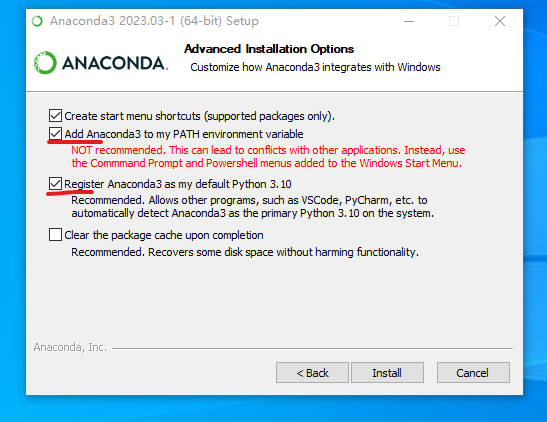 Anaconda3 2023.03-1 (64-bit) Setup
ANACONDA.
Advanced Installation Options
Customize how Anaconda3 integrates with Windows
Create start menu shortcuts (supported packages only).
Add Anaconda3 to my PATH environment variable
NOT recommended. This can lead to conflicts with other applications. Instead, use
the Commmand Prompt and Powershell menus added to the Windows Start Menu.
Register Anaconda3 as my default Python 3.10
Recommended. Allows other programs, such as VSCode, PyCharm, etc. to
automatically detect Anaconda3 as the primary Python 3.10 on the system.
Clear the package cache upon completion
Recommended. Recovers some disk space without harming functionality.
Anaconda, Inc.
< Back
Install
Cancel